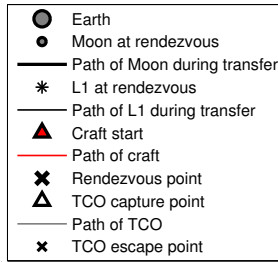 Earth
Moon at rendezvous
Path of Moon during transfer
L1 at rendezvous
Path of L1 during transfer
Craft start
Path of craft
Rendezvous point
TCO capture point
Path of TCO
TCO escape point